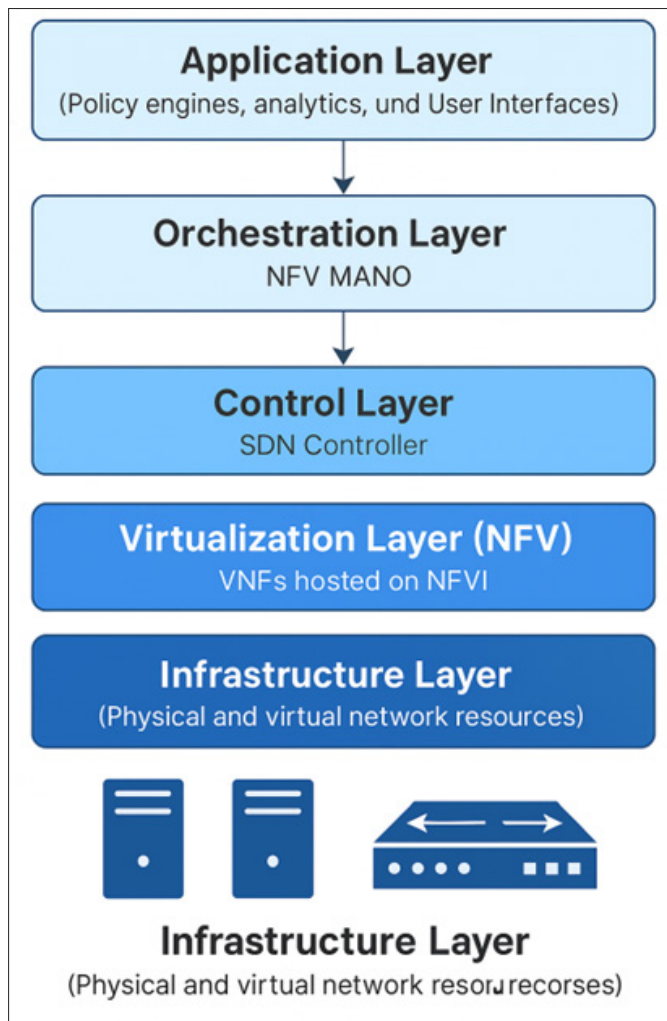 Application Layer
(Policy engines, analytics, und User Interfaces)
Orchestration Layer
NFV MANO
Control Layer
SDN Controller
Virtualization Layer (NFV)
VNFs hosted on NFVI
Infrastructure Layer
(Physical and virtual network resources)
Infrastructure Layer
(Physical and virtual network recorses)